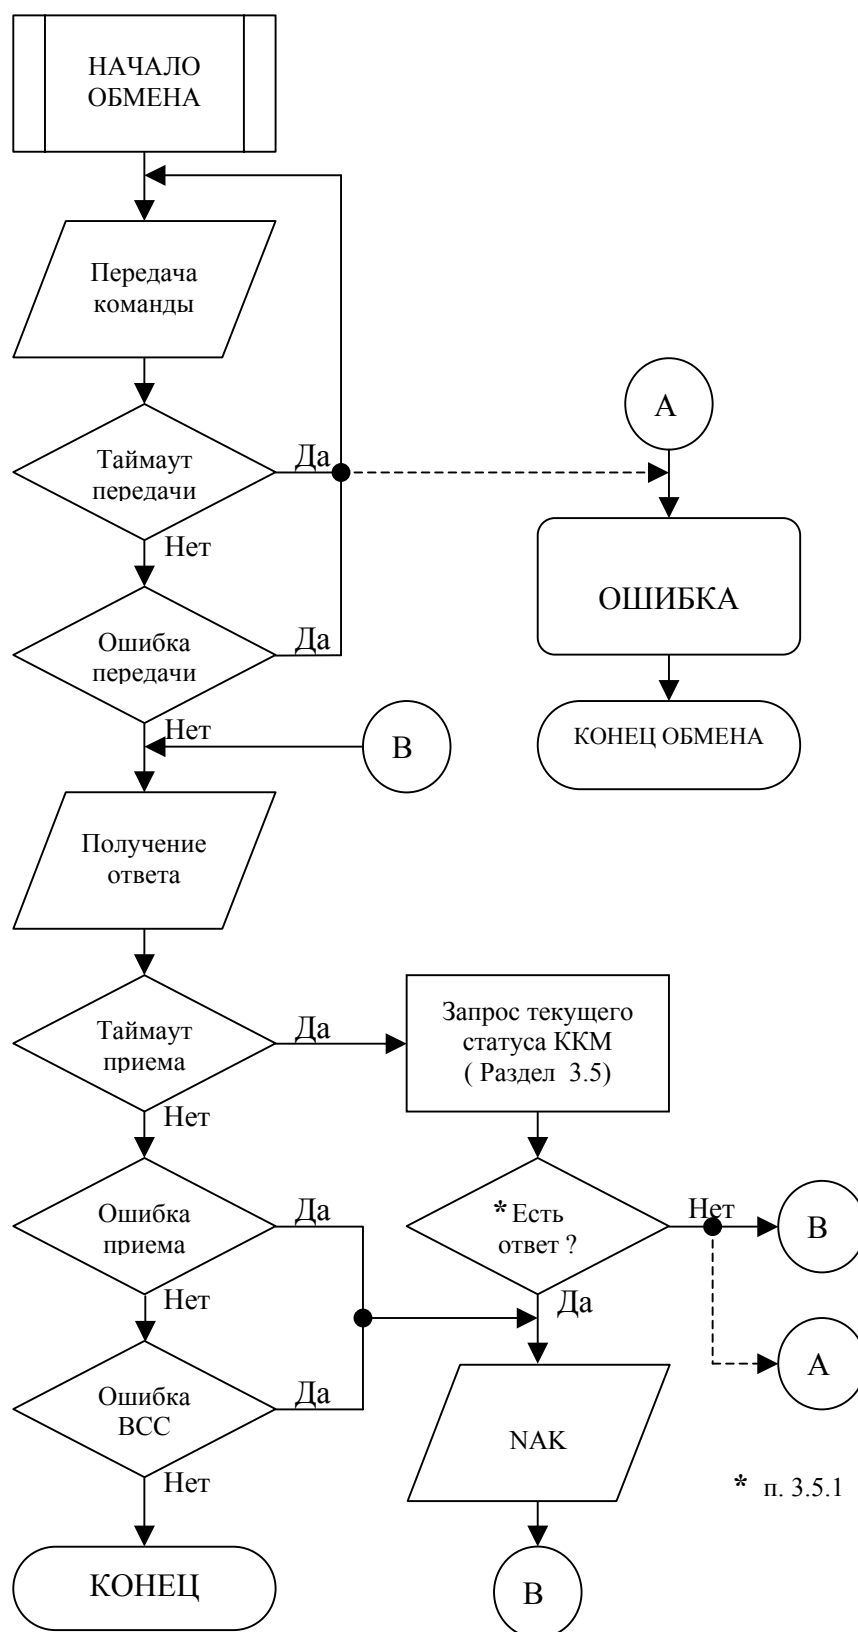 НАЧАЛО
ОБМЕНА
Передача
команды
Таймаут
передачи
Да
Нет
А
ОШИБКА
КОНЕЦ ОБМЕНА
Ошибка
передачи
Да
Нет
В
Получение
ответа
Таймаут
приема
Да
Нет
Запрос текущего
статуса ККМ
( Раздел 3.5)
Ошибка
приема
Да
Нет
* Есть
ответ ?
Нет
В
Да
А
Ошибка
ВСС
Да
Нет
NAK
* п. 3.5.1
КОНЕЦ
В